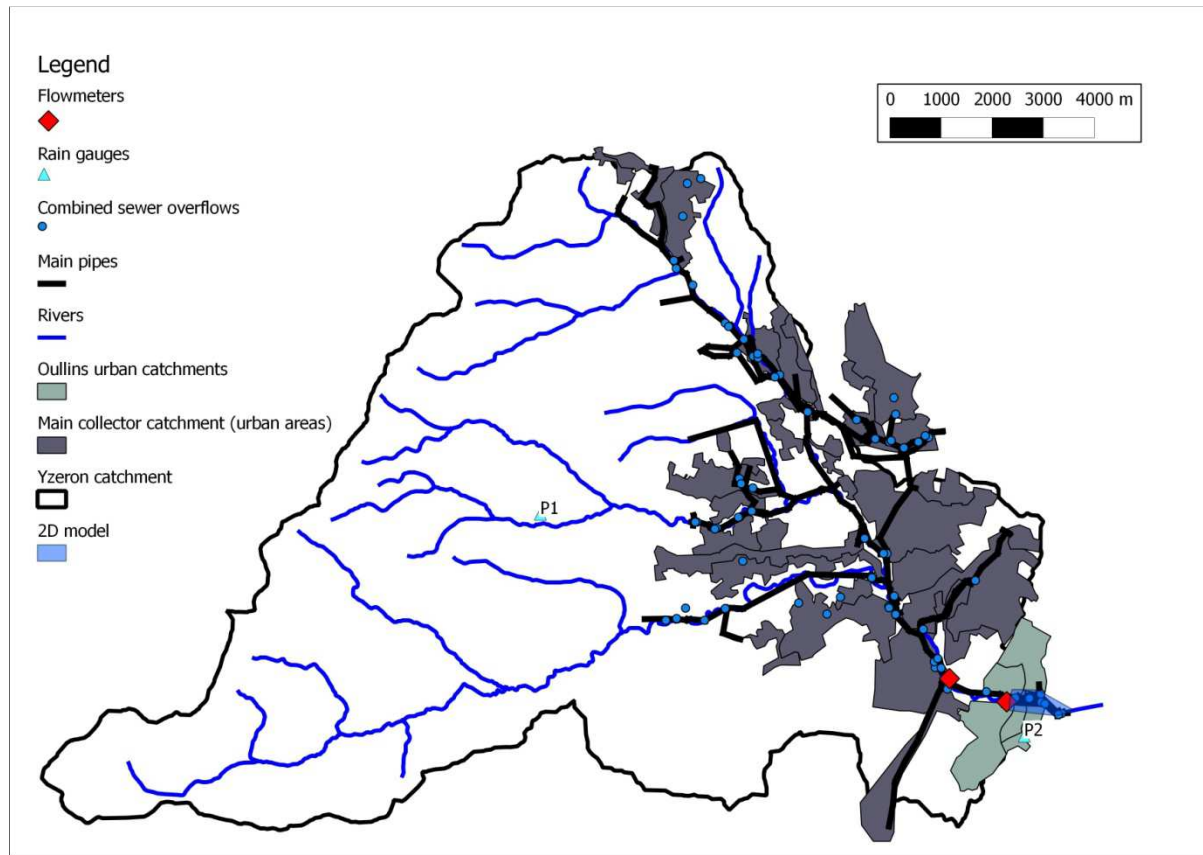 Legend
Flowmeters
Rain gauges
Combined sewer overflows
Main pipes
Rivers
Oullins urban catchments
Main collector catchment (urban areas)
Yzeron catchment
2D model
0 1000 2000 3000 4000 m
P1
P2